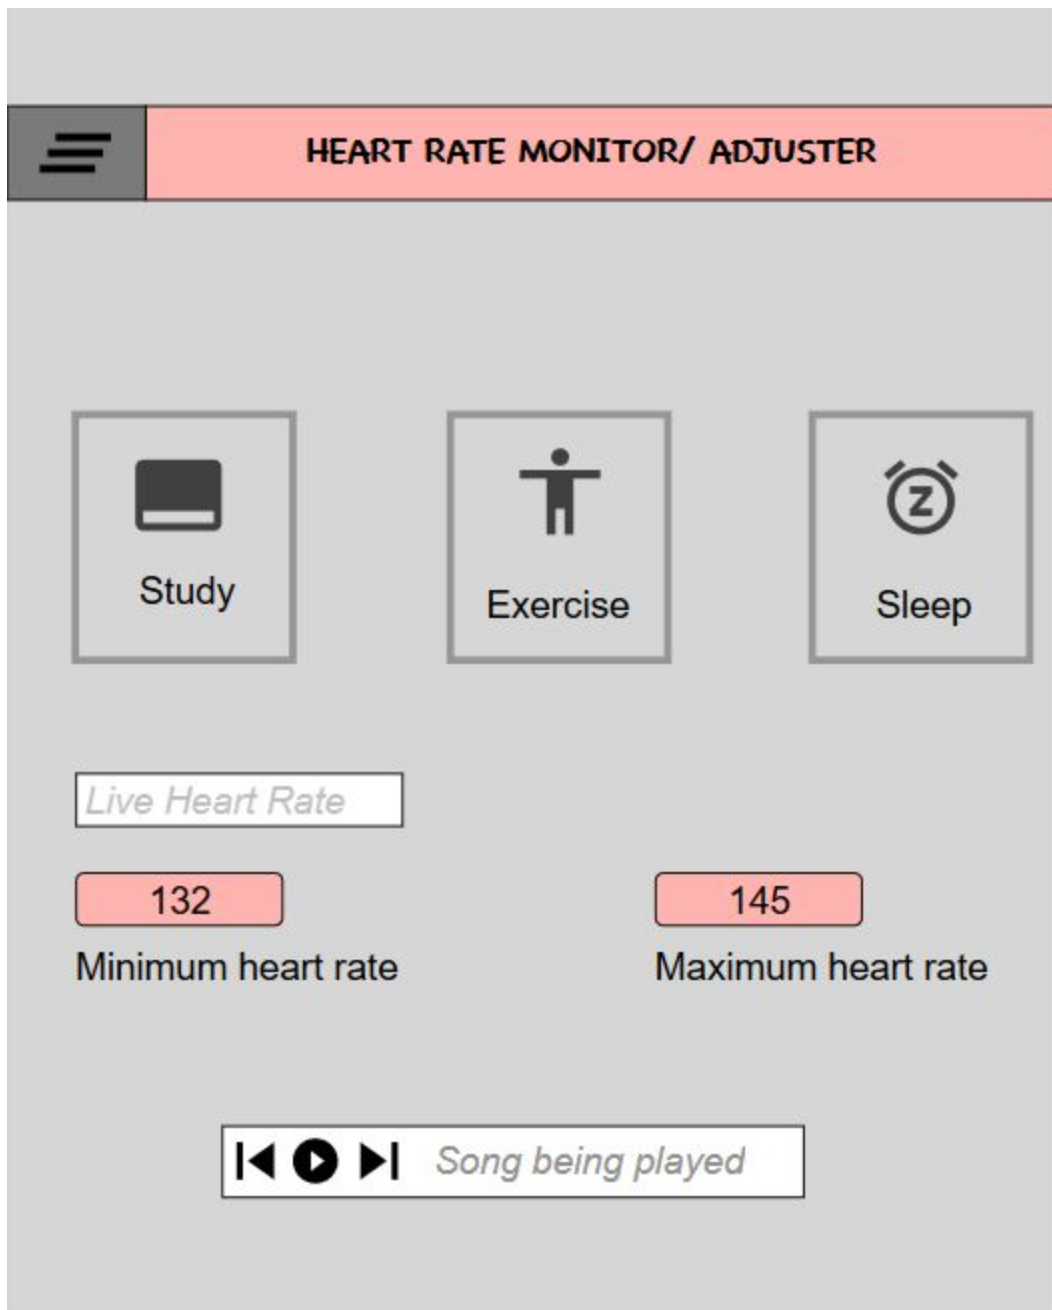 HEART RATE MONITOR/ ADJUSTER
Study
Exercise
Z
Sleep
Live Heart Rate
132
145
Minimum heart rate
Maximum heart rate
Song being played